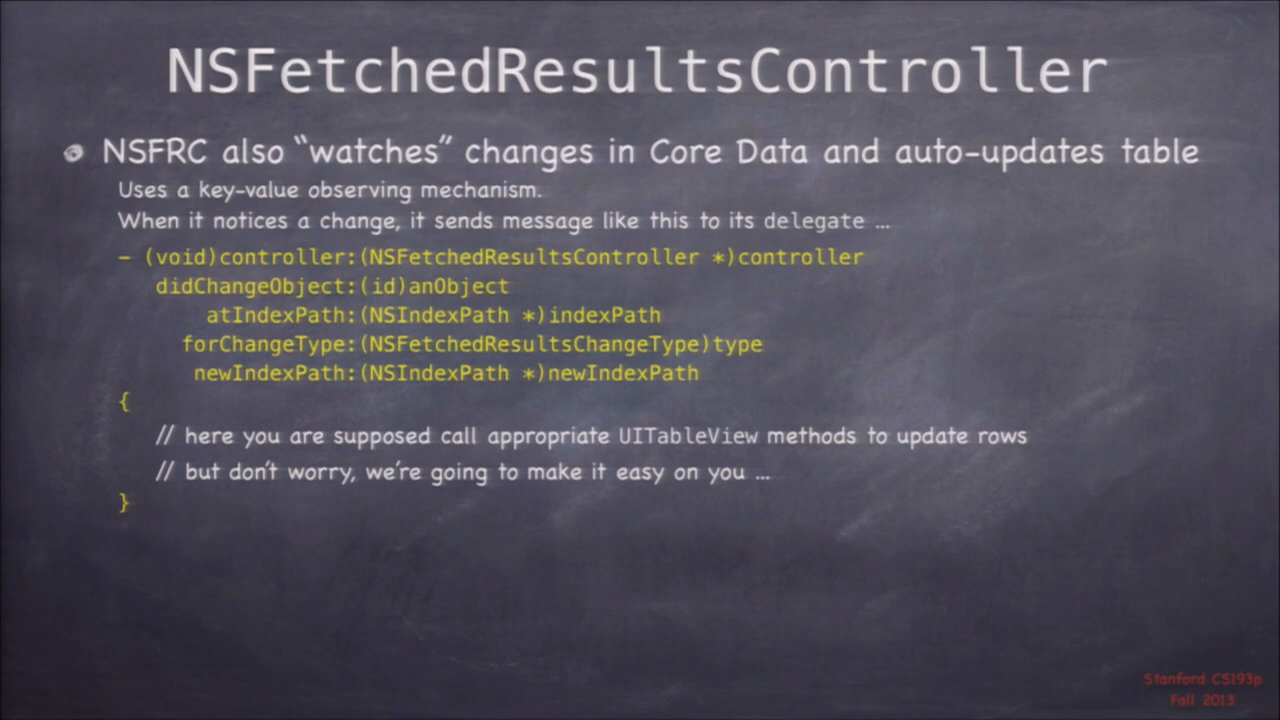 NSFetchedResultsController
NSFRC also “watches” changes in Core Data and auto-updates table
Uses a key-value observing mechanism.
When it notices a change, it sends message like this to its delegate …
- (void)controller:(NSFetchedResultsController *)controller
didChangeObject:(id)anObject
atIndexPath:(NSIndexPath *)indexPath
forChangeType:(NSFetchedResultsChangeType)type
newIndexPath:(NSIndexPath *)newIndexPath
{
// here you are supposed call appropriate UITableView methods to update rows
// but don’t worry, we’re going to make it easy on you …
}
Stanford CS193p
Fall 2013